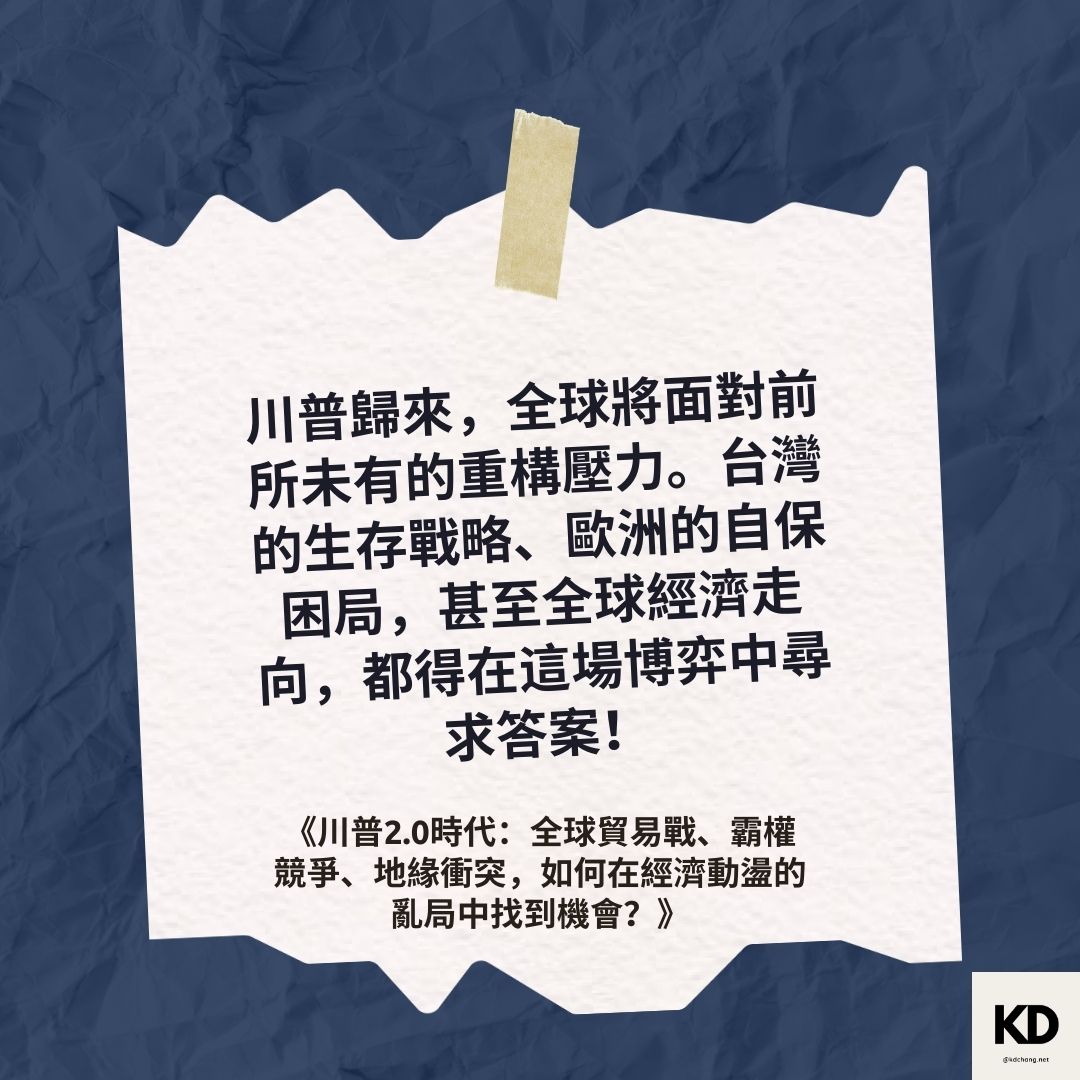 川普歸來，全球將面對前
所未有的重構壓力。台灣
的生存戰略、歐洲的自保
困局，甚至全球經濟走
向，都得在這場博弈中尋
求答案！
《川普2.0時代：全球貿易戰、霸權
競爭、地緣衝突，如何在經濟動盪的
亂局中找到機會？》
KD
@kdchang.net